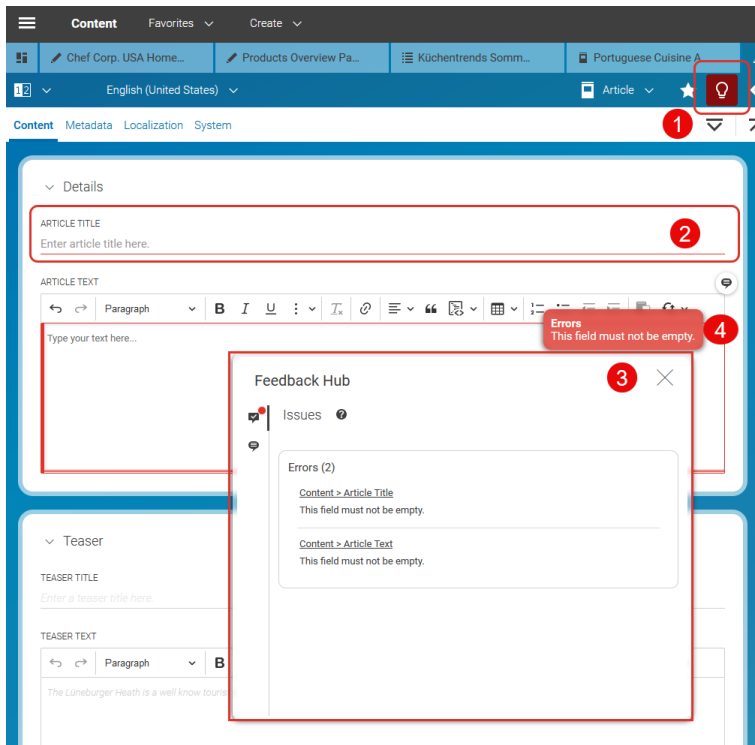 Content Favorites Create
Chef Corp. USA Home... Products Overview Pa... Küchentrends Somm... Portuguese Cuisine A
12 English (United States) Article
Content Metadata Localization System
1
Details
ARTICLE TITLE
Enter article title here.
2
ARTICLE TEXT
Paragraph B I U
Errors
This field must not be empty.
4
Type your text here...
Feedback Hub
3
Issues
Errors (2)
Content > Article Title
This field must not be empty.
Content > Article Text
This field must not be empty.
Teaser
TEASER TITLE
Enter a teaser title here.
TEASER TEXT
Paragraph B
The Lüneburger Heath is a well know